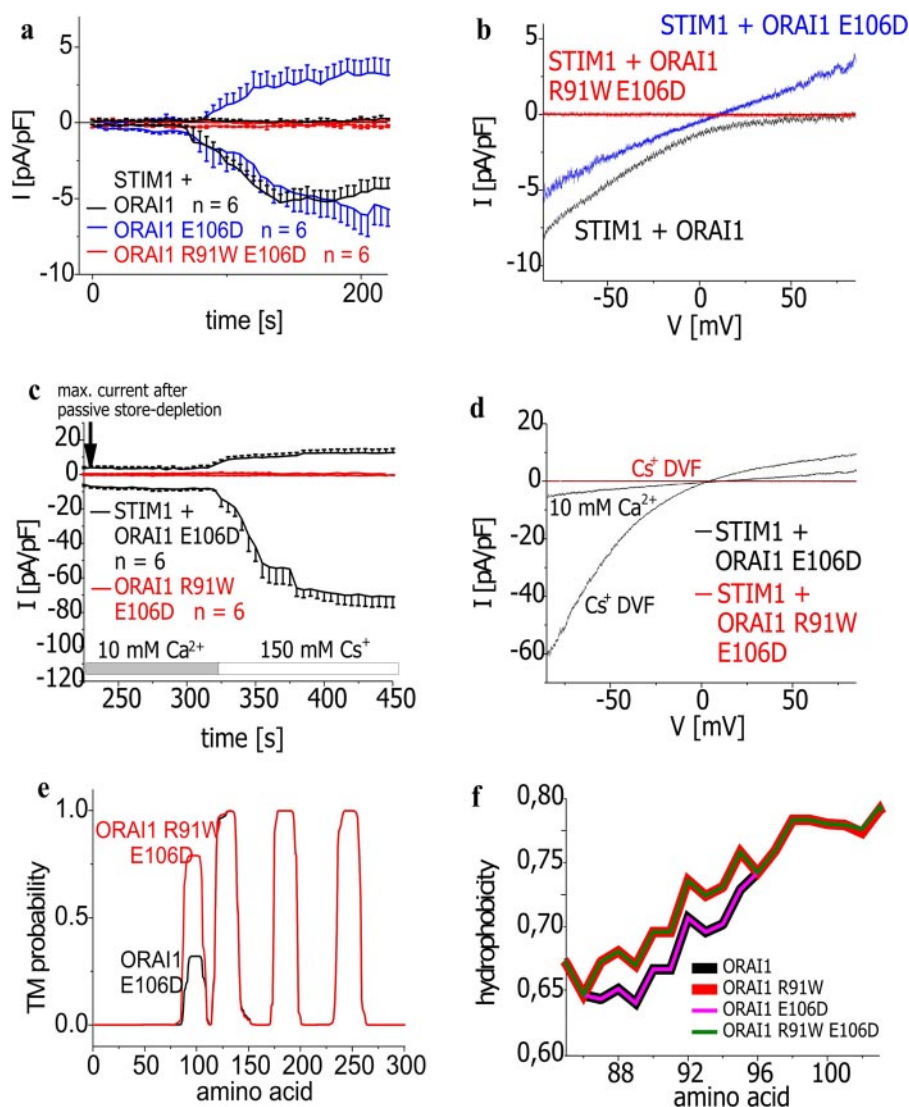 a
5
0
-5
-10
I [pA/pF]
STIM1 +
ORAI1 n = 6
ORAI1 E106D n = 6
ORAI1 R91W E106D n = 6
0 100 200
time [s]
b
STIM1 + ORAI1 E106D
STIM1 + ORAI1
R91W E106D
STIM1 + ORAI1
5
0
-5
-10
I [pA/pF]
-50 0 50
V [mV]
c
max. current after
passive store-depletion
20
0
-20
-40
-60
-80
-100
-120
I [pA/pF]
STIM1 +
ORAI1 E106D
n = 6
ORAI1 R91W
E106D n = 6
10 mM Ca²⁺ 150 mM Cs⁺
250 300 350 400 450
time [s]
d
20
0
-20
-40
-60
I [pA/pF]
Cs⁺ DVF
10 mM Ca²⁺
Cs⁺ DVF
STIM1 +
ORAI1 E106D
STIM1 +
ORAI1 R91W
E106D
-50 0 50
V [mV]
e
1.0
0.5
0.0
TM probability
ORAI1 R91W
E106D
ORAI1
E106D
0 50 100 150 200 250 300
amino acid
f
0,80
0,75
0,70
0,65
0,60
hydrophobicity
ORAI1
ORAI1 R91W
ORAI1 E106D
ORAI1 R91W E106D
88 92 96 100
amino acid